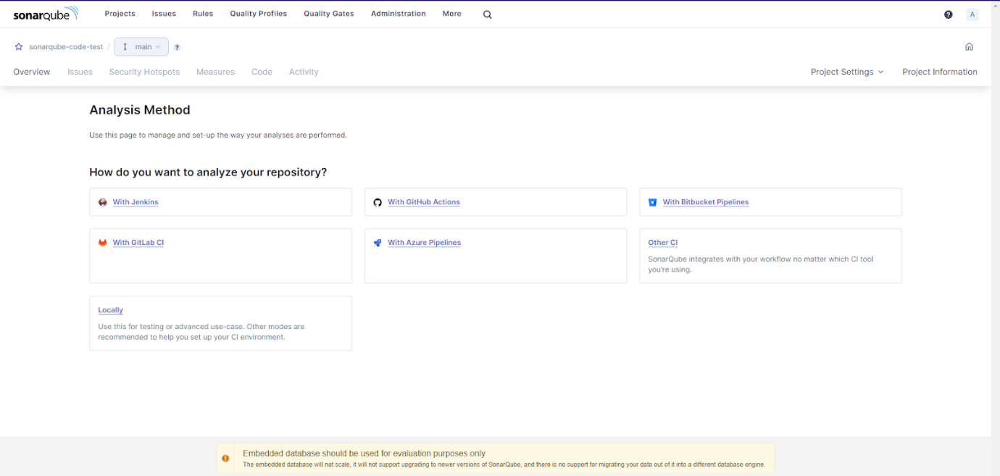 sonarqube Projects Issues Rules Quality Profiles Quality Gates Administration More ? A
sonarqube-code-test / main ?
Overview Issues Security Hotspots Measures Code Activity Project Settings Project Information
Analysis Method
Use this page to manage and set-up the way your analyses are performed.
How do you want to analyze your repository?
With Jenkins With GitHub Actions With Bitbucket Pipelines
With GitLab CI With Azure Pipelines Other CI
SonarQube integrates with your workflow no matter which CI tool
you're using.
Locally
Use this for testing or advanced use-case. Other modes are
recommended to help you set up your CI environment.
Embedded database should be used for evaluation purposes only
The embedded database will not scale, it will not support upgrading to newer versions of SonarQube, and there is no support for migrating your data out of it into a different database engine.